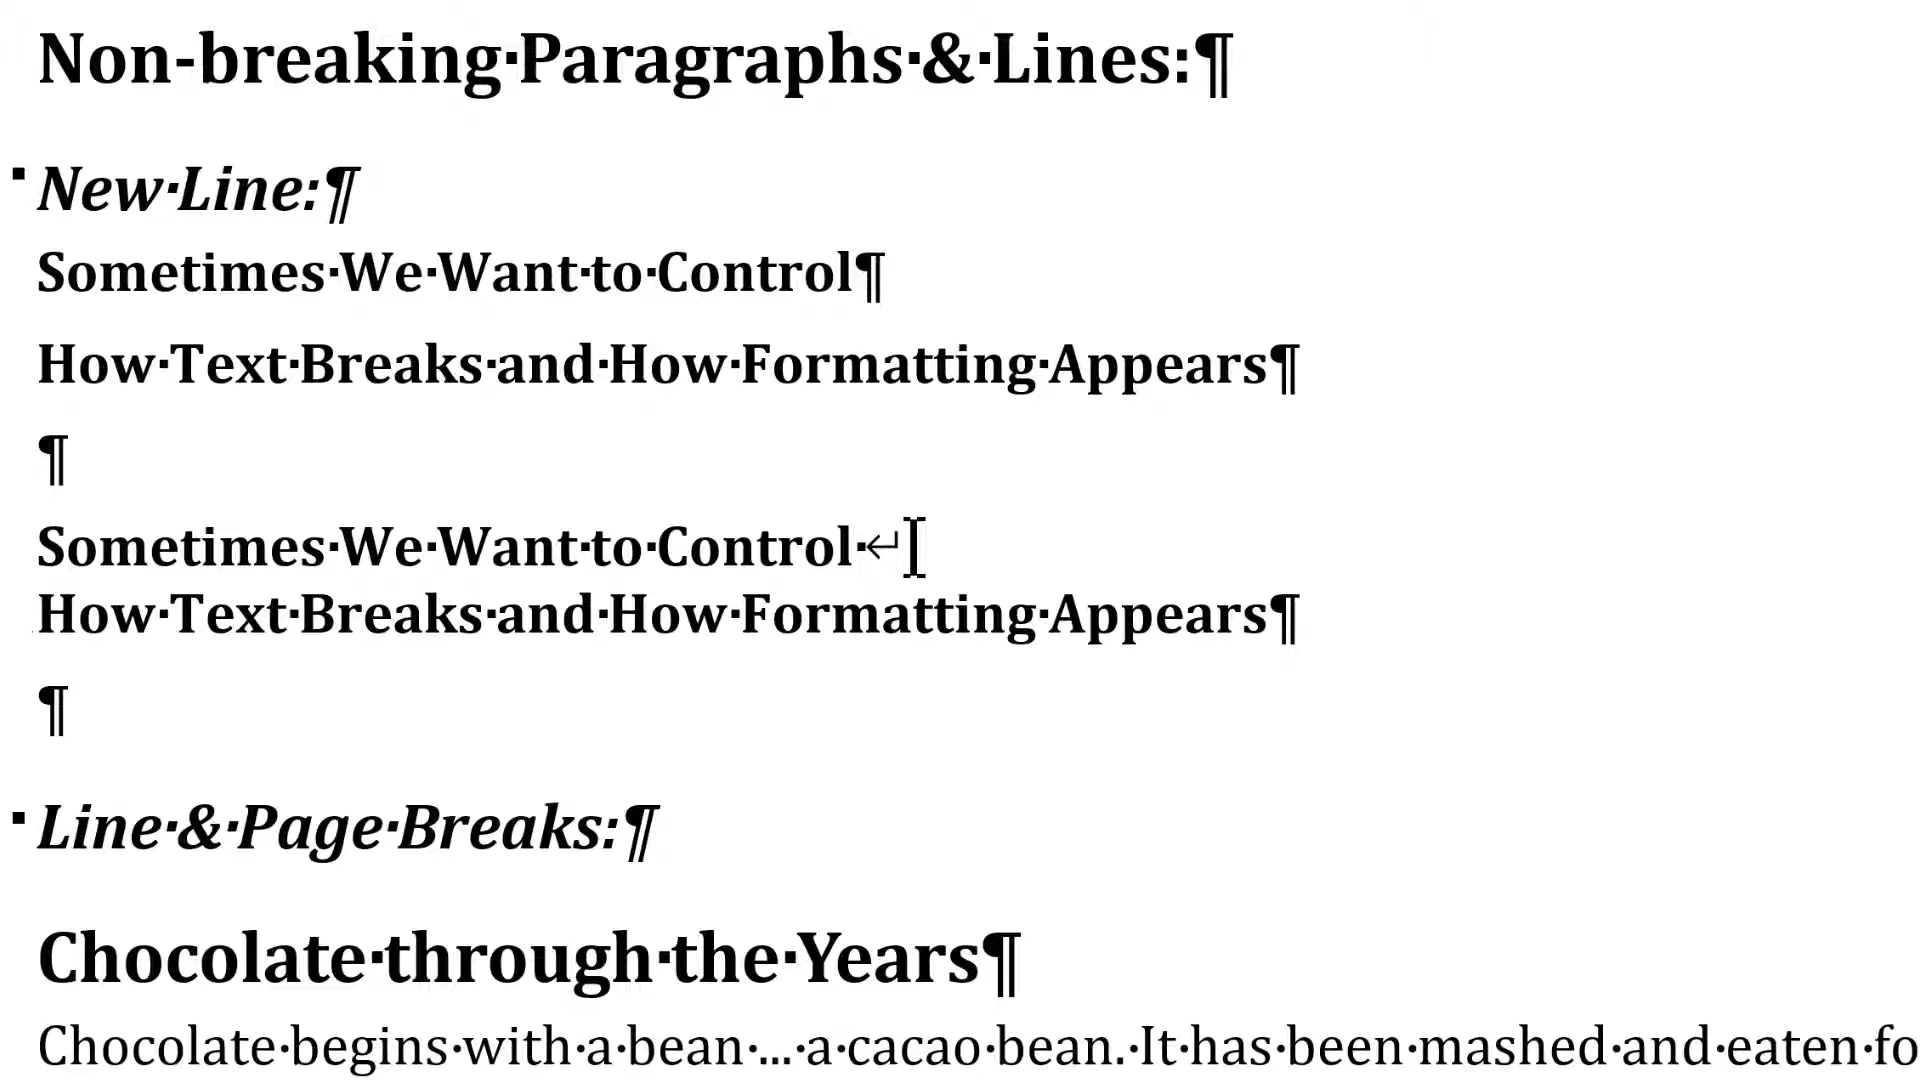 Non-breaking·Paragraphs·&·Lines:¶
▪New·Line:¶
Sometimes·We·Want·to·Control¶
How·Text·Breaks·and·How·Formatting·Appears¶
¶
Sometimes·We·Want·to·Control·↵
How·Text·Breaks·and·How·Formatting·Appears¶
¶
▪Line·&·Page·Breaks:¶
Chocolate·through·the·Years¶
Chocolate·begins·with·a·bean·...·a·cacao·bean.·It·has·been·mashed·and·eaten·fo